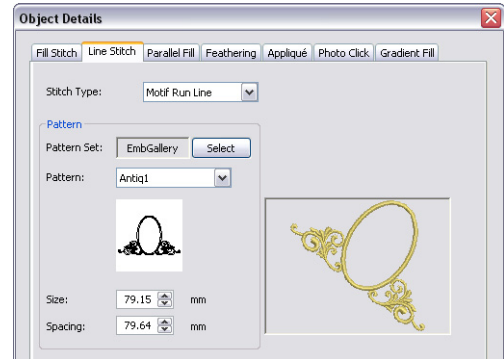 Object Details
Fill Stitch Line Stitch Parallel Fill Feathering Appliqué Photo Click Gradient Fill
Stitch Type: Motif Run Line
Pattern
Pattern Set: EmbGallery Select
Pattern: Antiq1
Size: 79.15 mm
Spacing: 79.64 mm